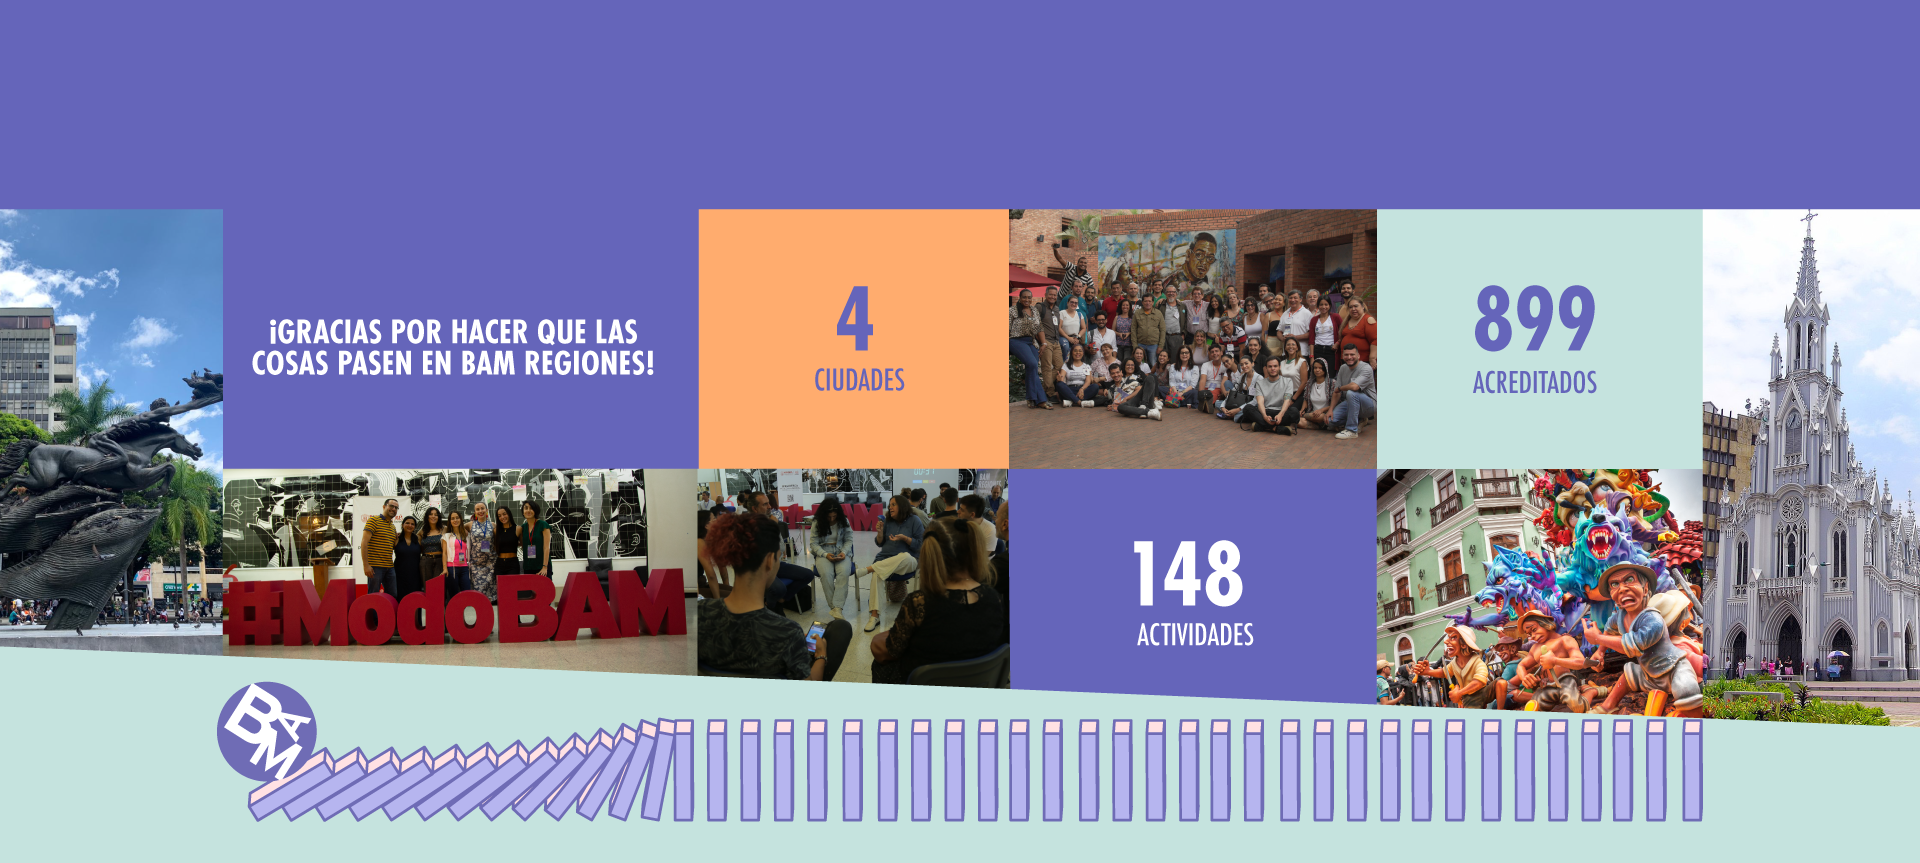 ¡GRACIAS POR HACER QUE LAS
COSAS PASEN EN BAM REGIONES!
4
CIUDADES
899
ACREDITADOS
#ModoBAM
148
ACTIVIDADES
BAM